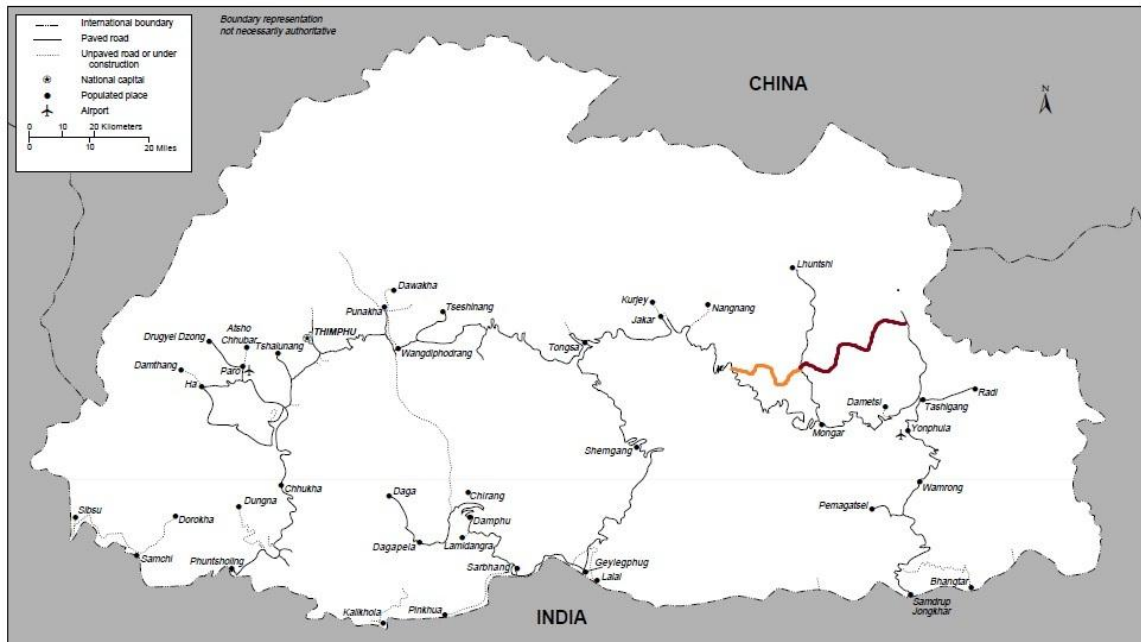 International boundary
Paved road
Unpaved road or under
construction
National capital
Populated place
Airport
0 10 20 Kilometers
0 10 20 Miles
Boundary representation
not necessarily authoritative
CHINA
N
Lhuntshi
Dawakha
Punakha
Tseshinang
Kurjey
Jakar
Nangnang
Atsho
Chhubar
Drugyel Dzong
THIMPHU
Tshalunang
Wangdiphodrang
Tongsa
Damthang
Paro
Ha
Radi
Tashigang
Dametsi
Yonphula
Mongar
Shemgang
Chhukha
Wamrong
Daga
Chirang
Dungna
Pemagatsel
Sibsu
Dorokha
Damphu
Lamidangra
Dagapela
Samchi
Phuntsholing
Sarbhang
Geylegphug
Lalai
Bhangtar
Samdrup
Jongkhar
Kalikhola
Pinkhua
INDIA